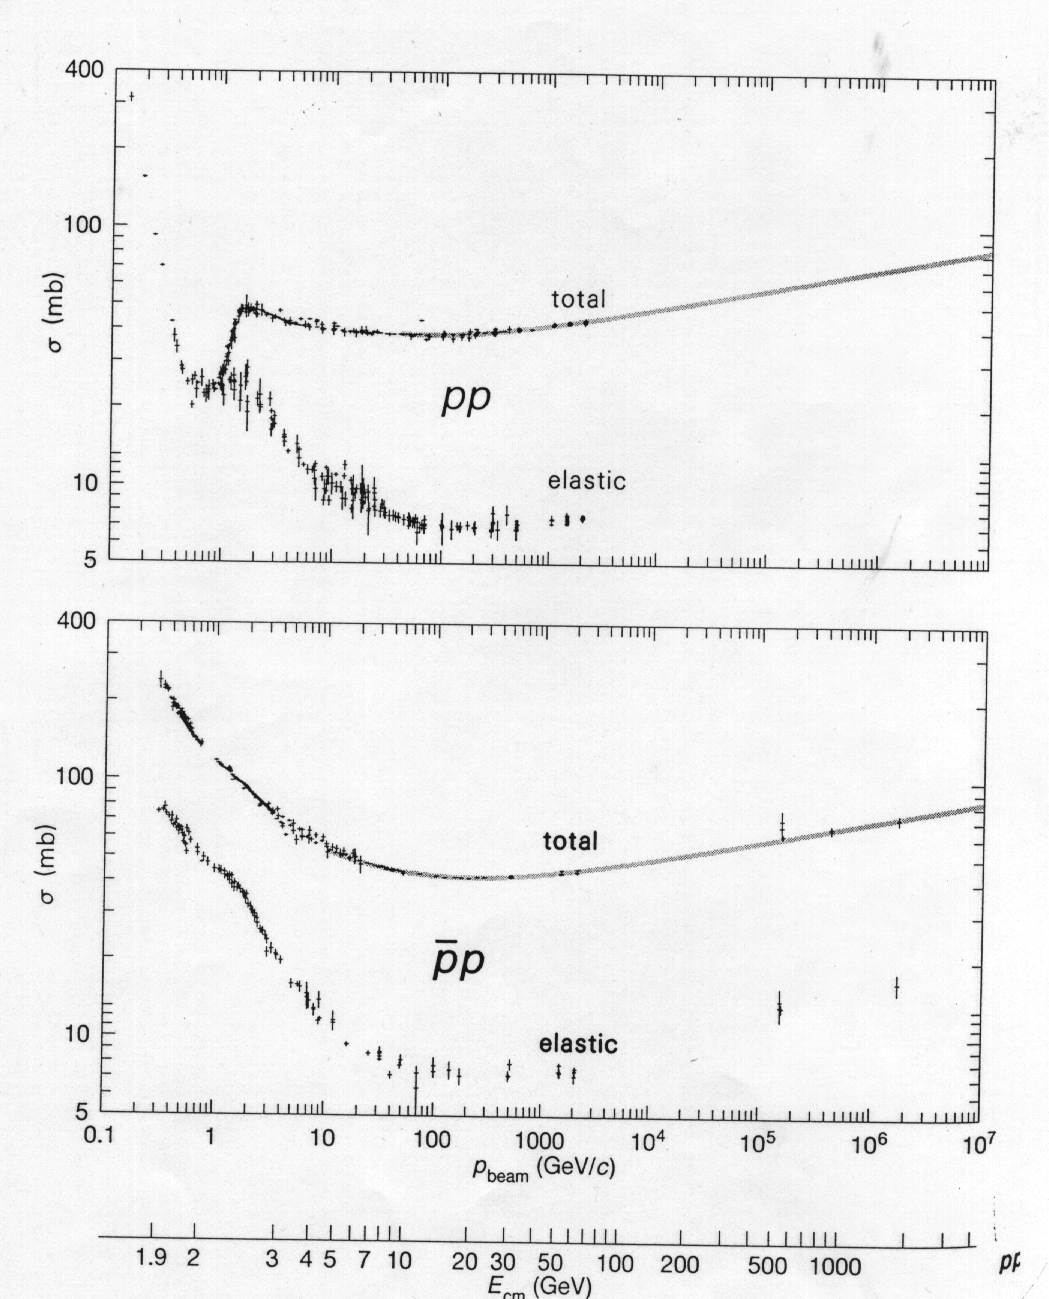 400
100
σ (mb)
total
pp
10
elastic
5
400
100
total
σ (mb)
p̄p
10
elastic
5
0.1 1 10 100 1000 10⁴ 10⁵ 10⁶ 10⁷
p_beam (GeV/c)
1.9 2 3 4 5 7 10 20 30 50 100 200 500 1000
E_cm (GeV)